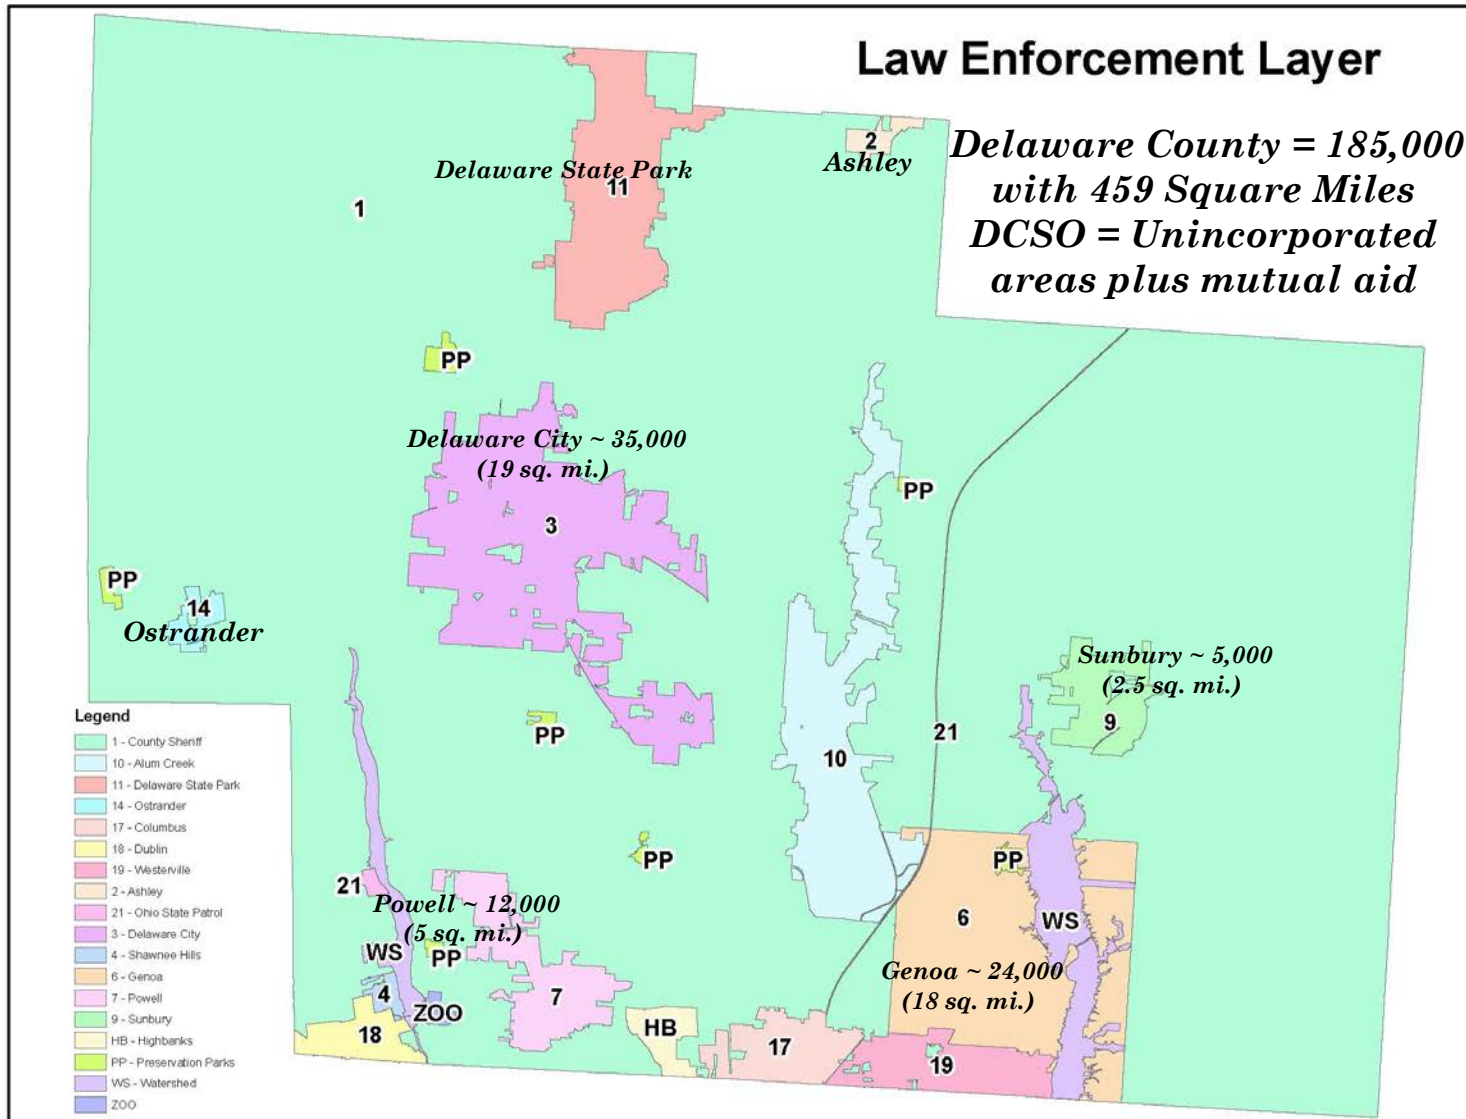 Law Enforcement Layer
Delaware County = 185,000
with 459 Square Miles
DCSO = Unincorporated
areas plus mutual aid
2
Ashley
Delaware State Park
11
1
PP
Delaware City ~ 35,000
(19 sq. mi.)
3
PP
PP
14
Ostrander
Sunbury ~ 5,000
(2.5 sq. mi.)
9
PP
21
10
PP
PP
21
Powell ~ 12,000
(5 sq. mi.)
WS
PP
6
WS
Genoa ~ 24,000
(18 sq. mi.)
4
ZOO
7
18
HB
17
19
Legend
1 - County Sheriff
10 - Alum Creek
11 - Delaware State Park
14 - Ostrander
17 - Columbus
18 - Dublin
19 - Westerville
2 - Ashley
21 - Ohio State Patrol
3 - Delaware City
4 - Shawnee Hills
6 - Genoa
7 - Powell
9 - Sunbury
HB - Highbanks
PP - Preservation Parks
WS - Watershed
ZOO